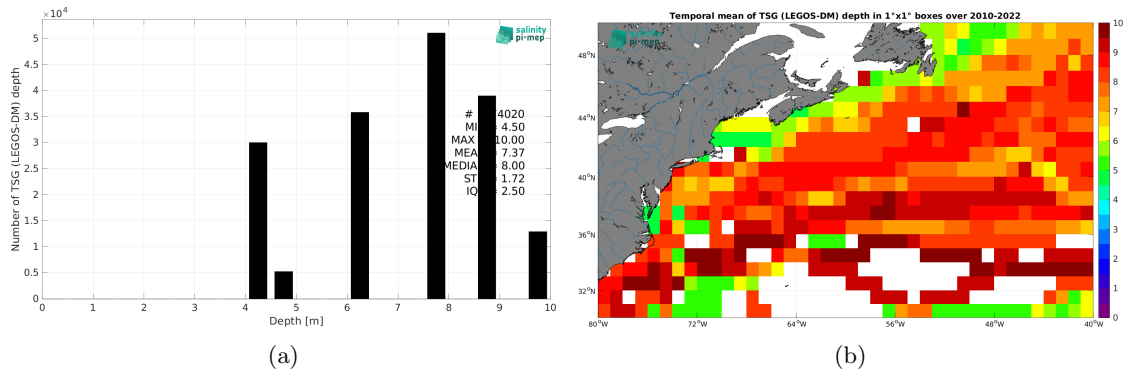 ×10⁴
5
4.5
4
3.5
3
2.5
2
1.5
1
0.5
0
Number of TSG (LEGOS-DM) depth
salinity
pi-mep
MAX
10.00
4.50
7.37
8.00
1.72
2.50
0 1 2 3 4 5 6 7 8 9 10
Depth [m]
(a)
Temporal mean of TSG (LEGOS-DM) depth in 1°x1° boxes over 2010-2022
salinity
pi-mep
48°N
44°N
40°N
36°N
32°N
80°W 72°W 64°W 56°W 48°W 40°W
10
9
8
7
6
5
4
3
2
1
0
(b)